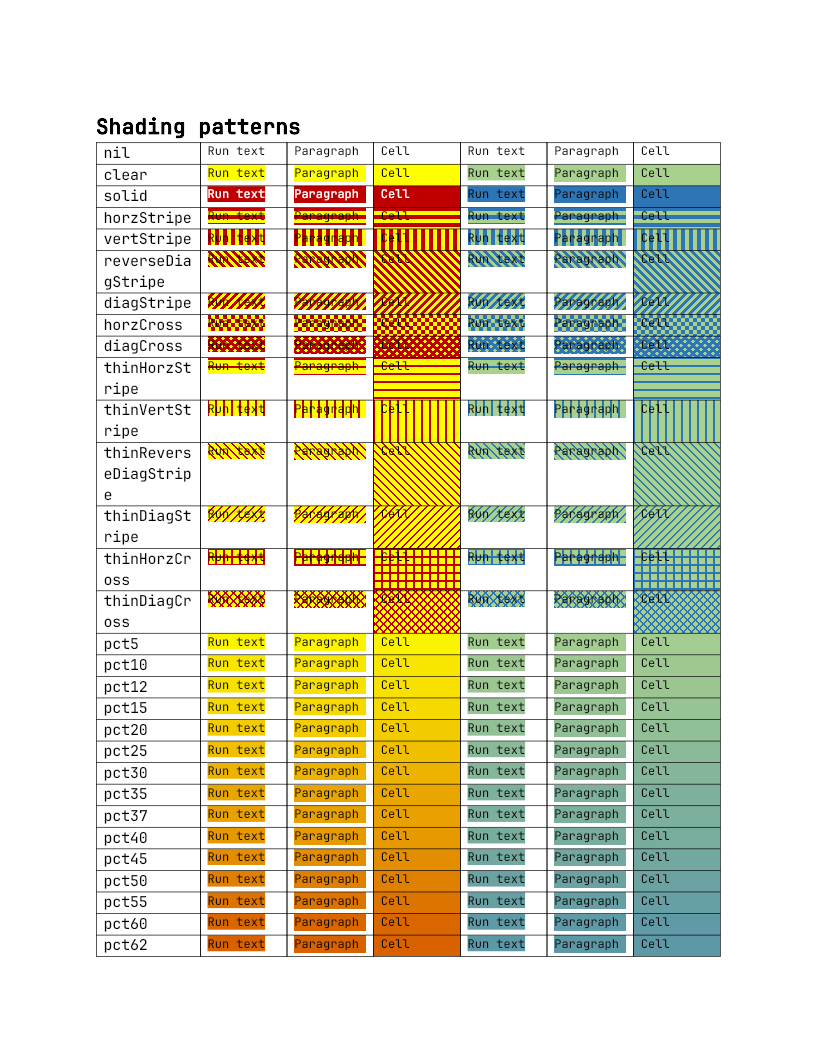 Shading patterns
nil Run text Paragraph Cell Run text Paragraph Cell
clear Run text Paragraph Cell Run text Paragraph Cell
solid Run text Paragraph Cell Run text Paragraph Cell
horzStripe Run text Paragraph Cell Run text Paragraph Cell
vertStripe Run text Paragraph Cell Run text Paragraph Cell
reverseDia Run text Paragraph Cell Run text Paragraph Cell
gStripe
diagStripe Run text Paragraph Cell Run text Paragraph Cell
horzCross Run text Paragraph Cell Run text Paragraph Cell
diagCross Run text Paragraph Cell Run text Paragraph Cell
thinHorzSt Run text Paragraph Cell Run text Paragraph Cell
ripe
thinVertSt Run text Paragraph Cell Run text Paragraph Cell
ripe
thinRevers Run text Paragraph Cell Run text Paragraph Cell
eDiagStrip
e
thinDiagSt Run text Paragraph Cell Run text Paragraph Cell
ripe
thinHorzCr Run text Paragraph Cell Run text Paragraph Cell
oss
thinDiagCr Run text Paragraph Cell Run text Paragraph Cell
oss
pct5 Run text Paragraph Cell Run text Paragraph Cell
pct10 Run text Paragraph Cell Run text Paragraph Cell
pct12 Run text Paragraph Cell Run text Paragraph Cell
pct15 Run text Paragraph Cell Run text Paragraph Cell
pct20 Run text Paragraph Cell Run text Paragraph Cell
pct25 Run text Paragraph Cell Run text Paragraph Cell
pct30 Run text Paragraph Cell Run text Paragraph Cell
pct35 Run text Paragraph Cell Run text Paragraph Cell
pct37 Run text Paragraph Cell Run text Paragraph Cell
pct40 Run text Paragraph Cell Run text Paragraph Cell
pct45 Run text Paragraph Cell Run text Paragraph Cell
pct50 Run text Paragraph Cell Run text Paragraph Cell
pct55 Run text Paragraph Cell Run text Paragraph Cell
pct60 Run text Paragraph Cell Run text Paragraph Cell
pct62 Run text Paragraph Cell Run text Paragraph Cell